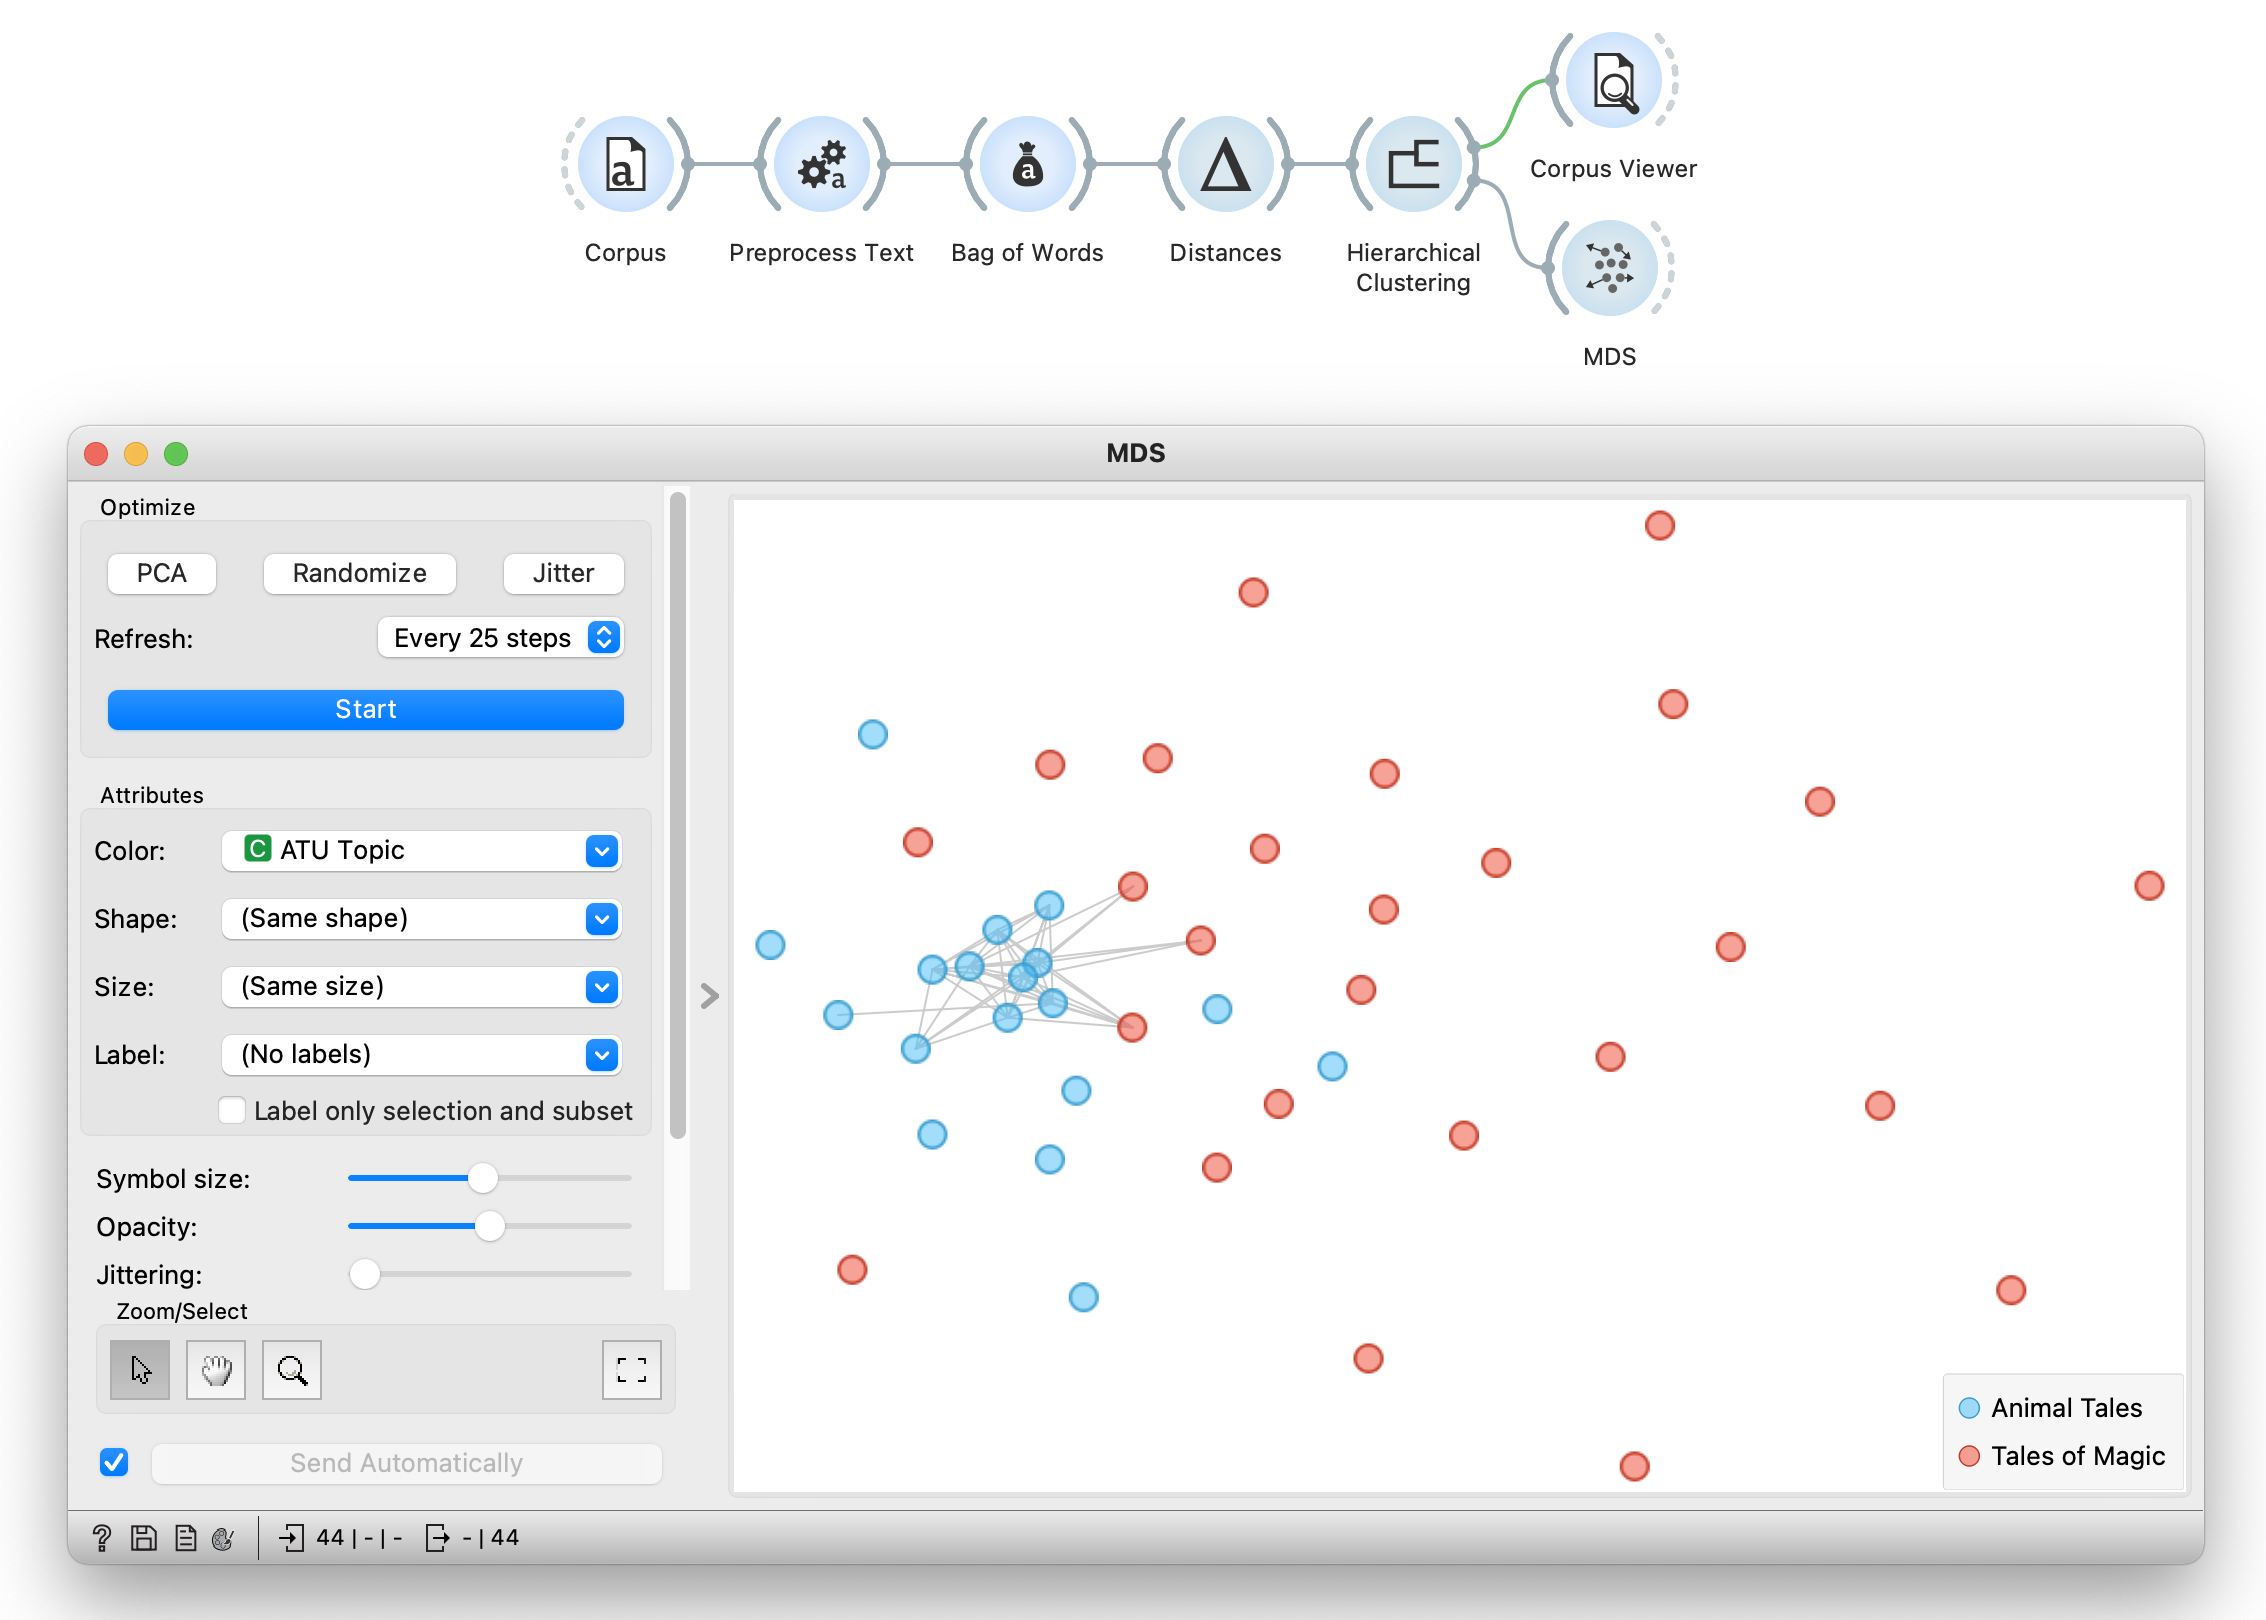 a
a
a
Corpus
Preprocess Text
Bag of Words
Distances
Hierarchical
Clustering
Corpus Viewer
MDS
MDS
Optimize
PCA
Randomize
Jitter
Refresh:
Every 25 steps
Start
Attributes
Color:
C ATU Topic
Shape:
(Same shape)
Size:
(Same size)
Label:
(No labels)
Label only selection and subset
Symbol size:
Opacity:
Jittering:
Zoom/Select
Send Automatically
Animal Tales
Tales of Magic
? 44 | - | - - | 44